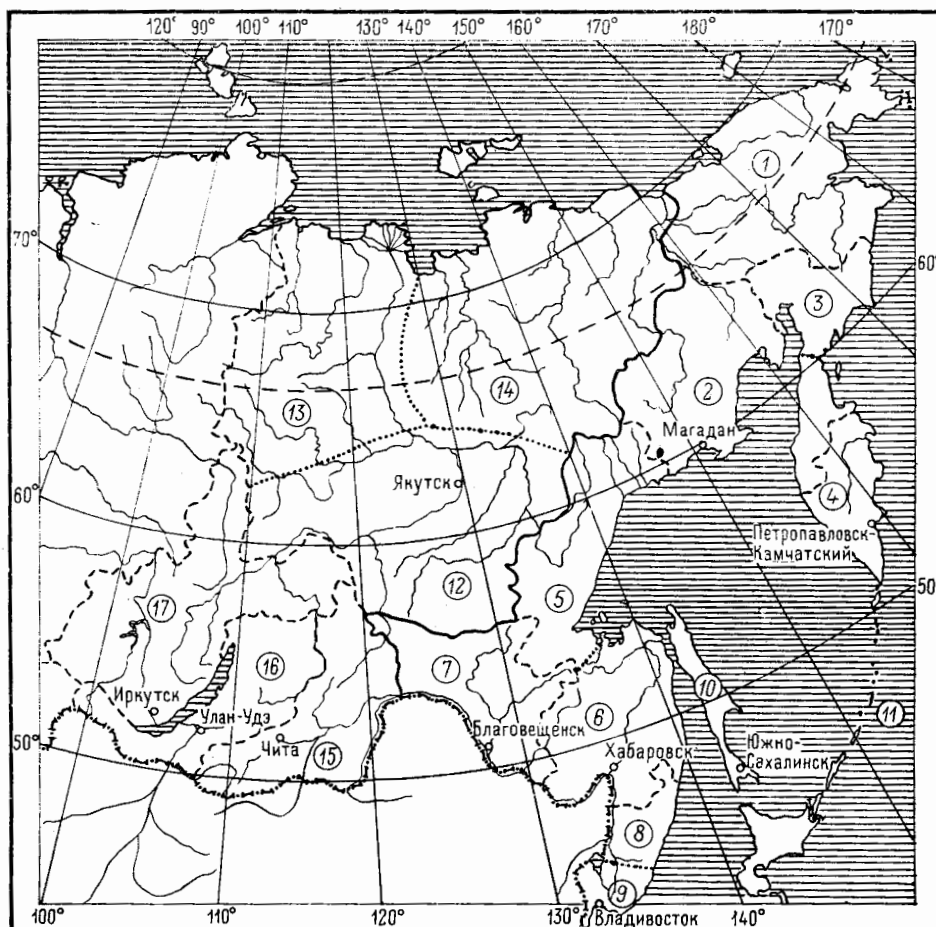 120° 90° 100° 110° 130° 140° 150° 160° 170° 180° 170°
70°
1
60°
3
14
13
2
Магадан
Якутск
60°
4
Петропавловск-
Камчатский
12
50°
5
17
16
7
10
11
Иркутск
Улан-Удэ
6
Благовещенск
Чита
Хабаровск
Южно-
Сахалинск
50°
15
8
9
100° 110° 120° 130° Владивосток 140°